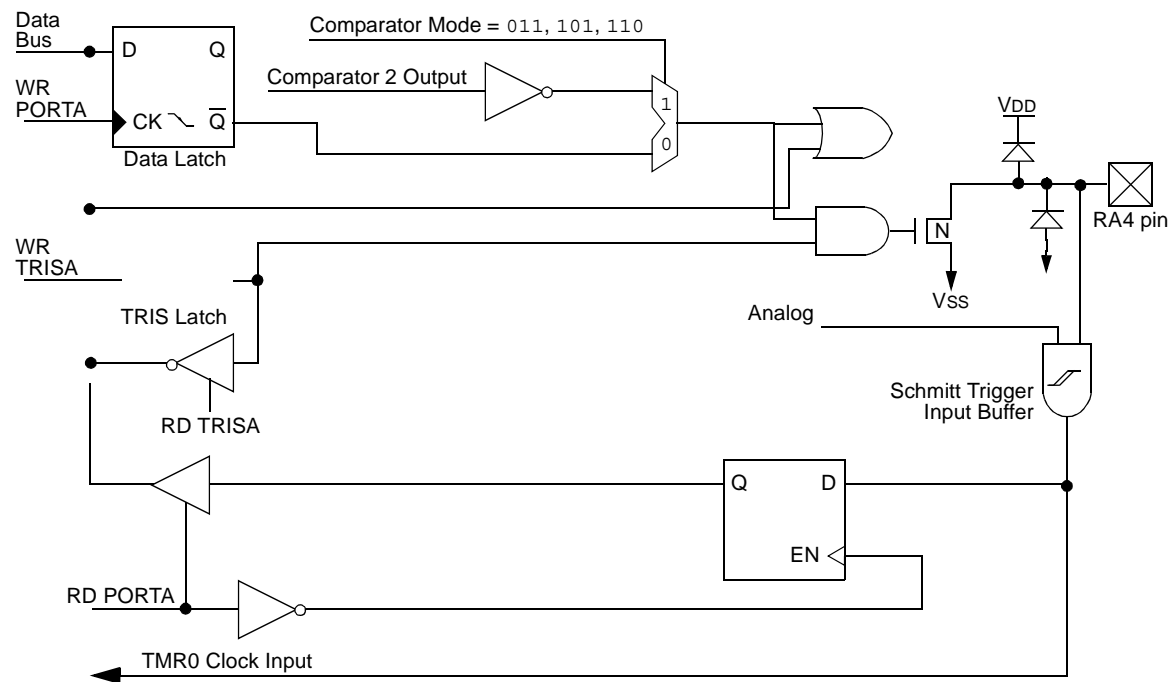 Data
Bus
D
Q
WR
PORTA
CK
Q
Data Latch
Comparator Mode = 011, 101, 110
Comparator 2 Output
1
0
VDD
RA4 pin
N
VSS
WR
TRISA
TRIS Latch
RD TRISA
Analog
Schmitt Trigger
Input Buffer
Q
D
EN
RD PORTA
TMR0 Clock Input